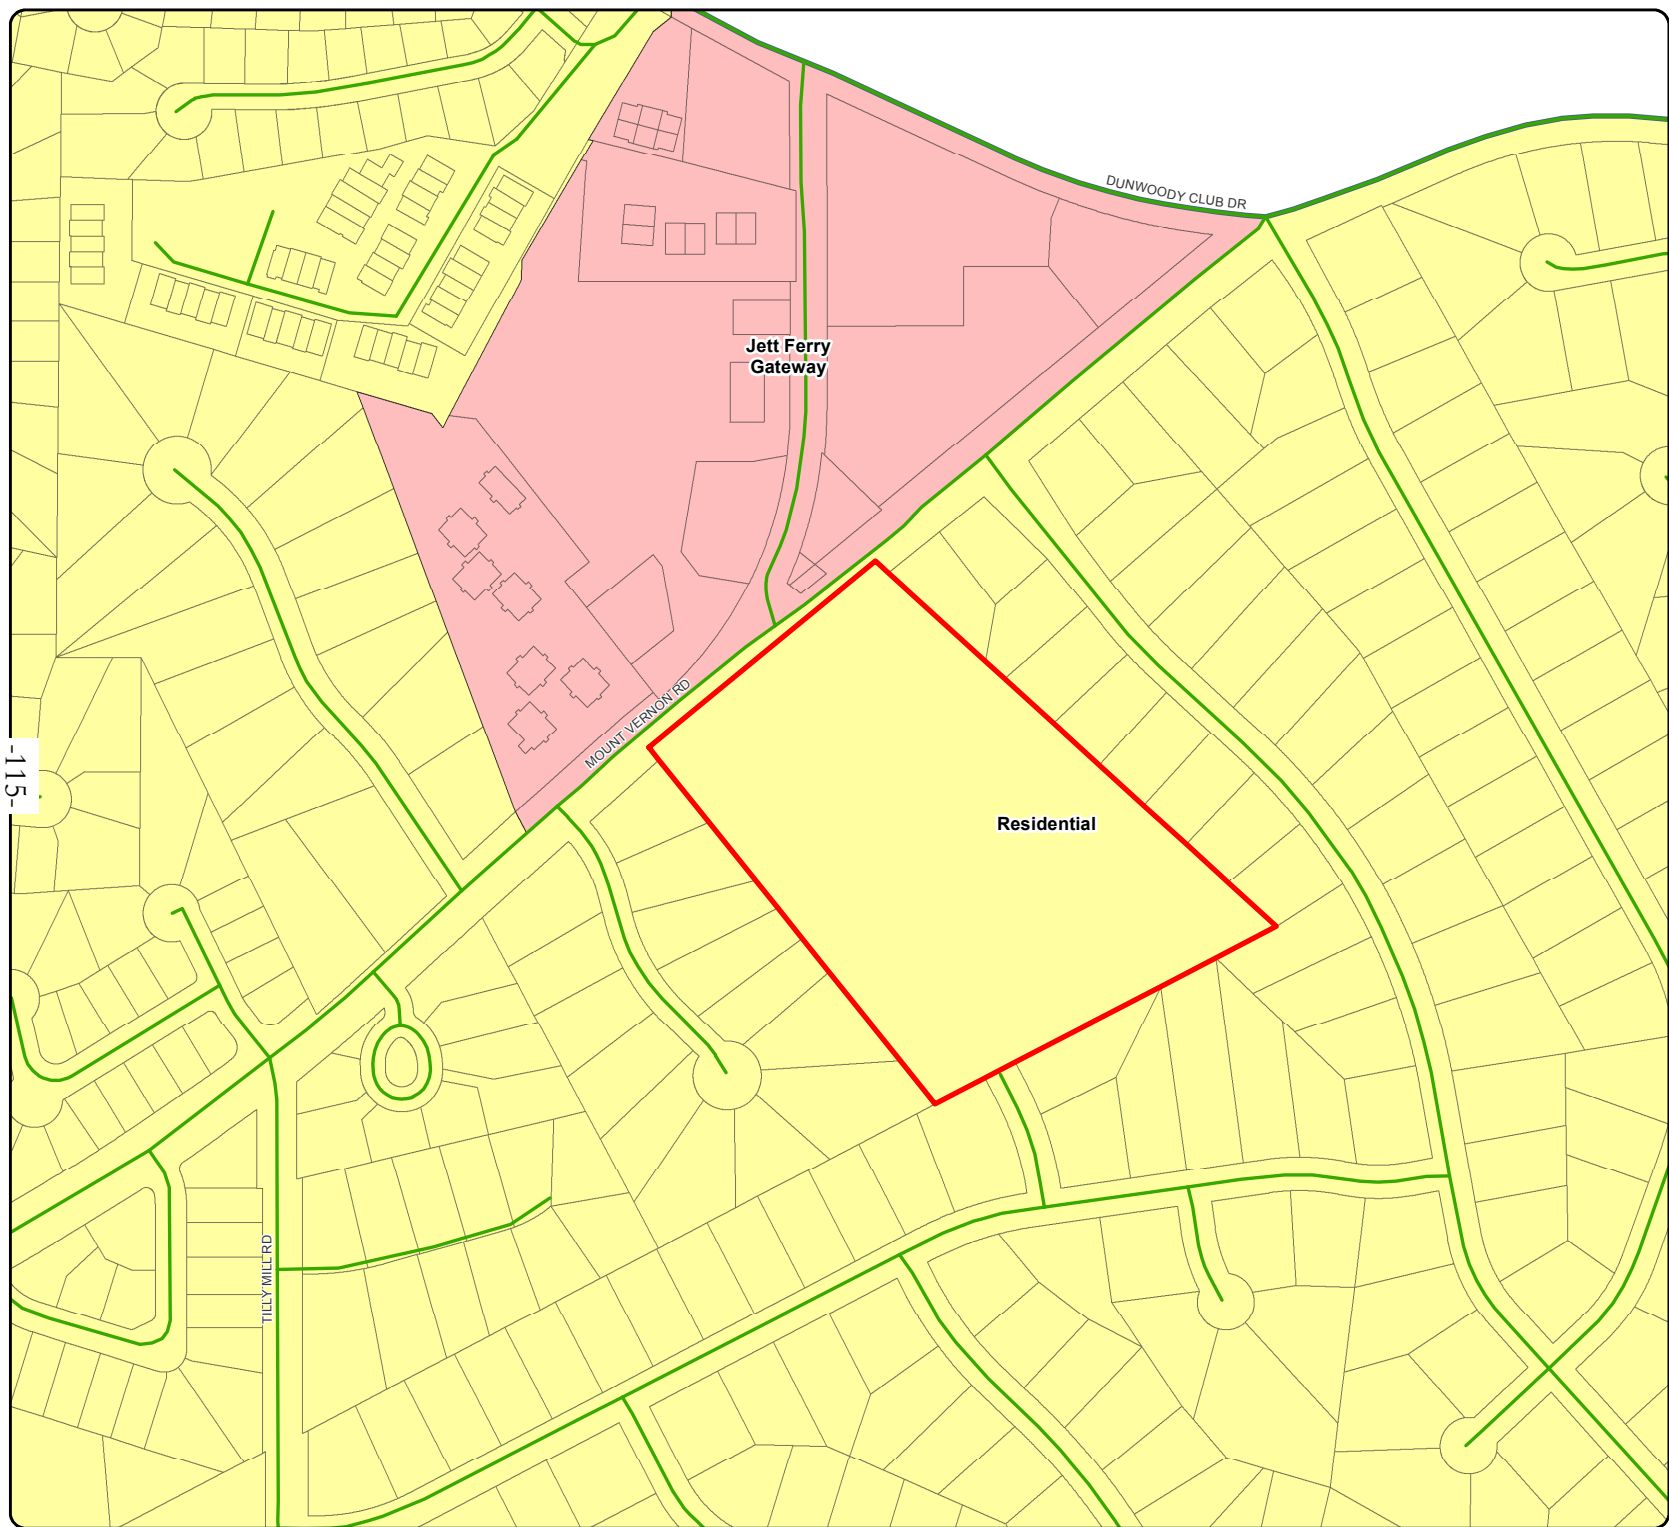 DUNWOODY CLUB DR
Jett Ferry
Gateway
MOUNT VERNON RD
-115-
Residential
TILLY MILL RD